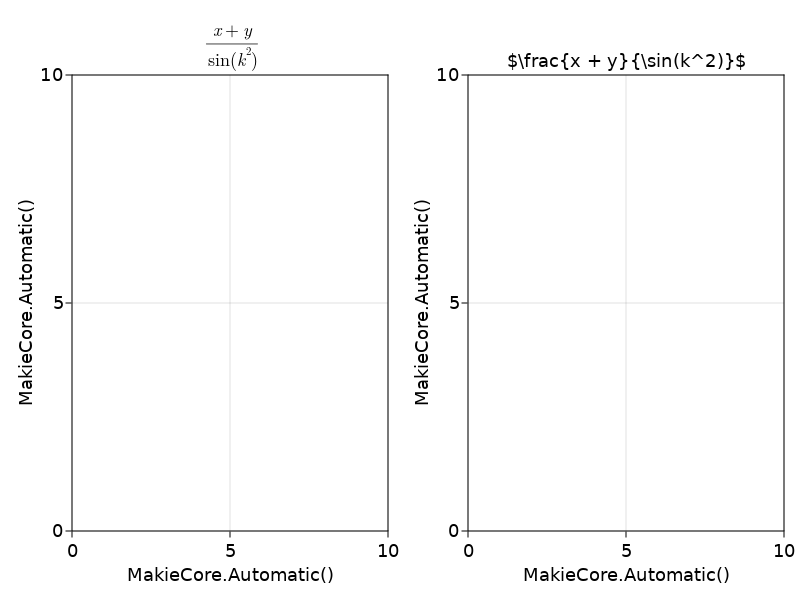 x + y
sin(k²)
10
5
0
0 5 10
MakieCore.Automatic()
MakieCore.Automatic()
$\frac{x + y}{\sin(k^2)}$
10
5
0
0 5 10
MakieCore.Automatic()
MakieCore.Automatic()